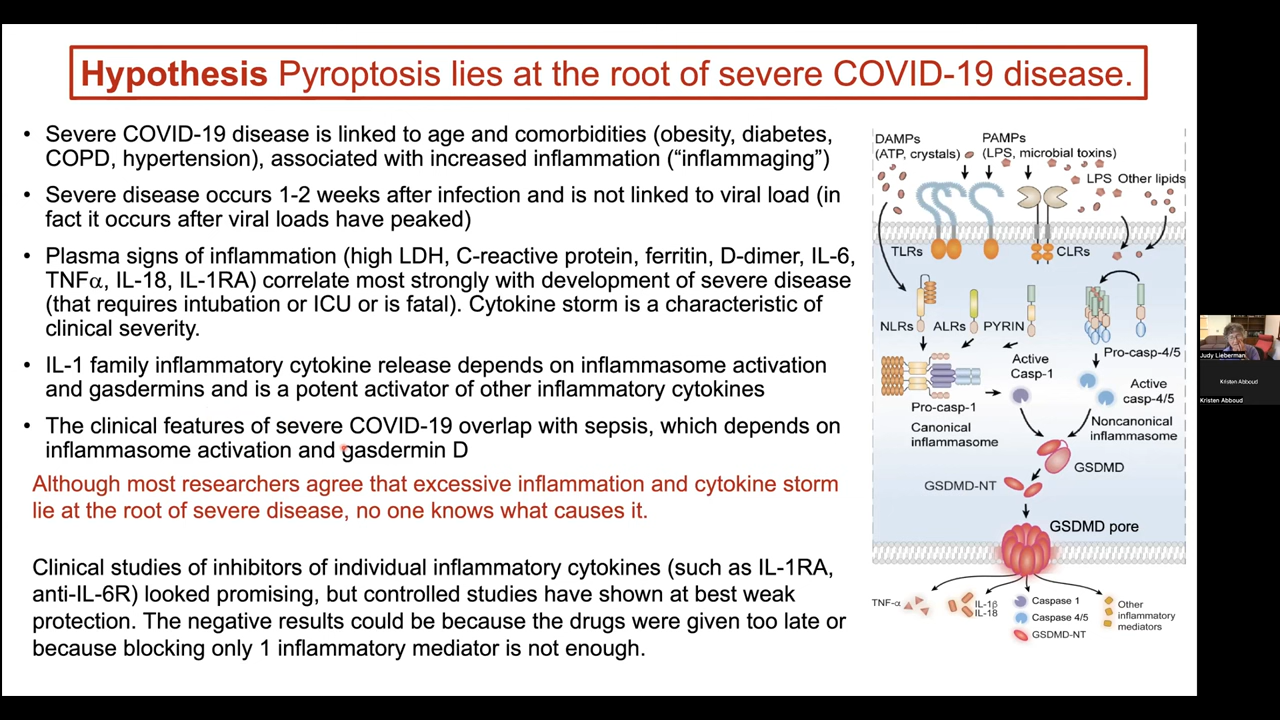 Hypothesis Pyroptosis lies at the root of severe COVID-19 disease.
• Severe COVID-19 disease is linked to age and comorbidities (obesity, diabetes,
COPD, hypertension), associated with increased inflammation (“inflammaging”)
• Severe disease occurs 1-2 weeks after infection and is not linked to viral load (in
fact it occurs after viral loads have peaked)
• Plasma signs of inflammation (high LDH, C-reactive protein, ferritin, D-dimer, IL-6,
TNFα, IL-18, IL-1RA) correlate most strongly with development of severe disease
(that requires intubation or ICU or is fatal). Cytokine storm is a characteristic of
clinical severity.
• IL-1 family inflammatory cytokine release depends on inflammasome activation
and gasdermins and is a potent activator of other inflammatory cytokines
• The clinical features of severe COVID-19 overlap with sepsis, which depends on
inflammasome activation and gasdermin D
Although most researchers agree that excessive inflammation and cytokine storm
lie at the root of severe disease, no one knows what causes it.
Clinical studies of inhibitors of individual inflammatory cytokines (such as IL-1RA,
anti-IL-6R) looked promising, but controlled studies have shown at best weak
protection. The negative results could be because the drugs were given too late or
because blocking only 1 inflammatory mediator is not enough.
DAMPs
(ATP, crystals)
PAMPs
(LPS, microbial toxins)
LPS Other lipids
TLRs
CLRs
NLRs
ALRs
PYRIN
Pro-casp-4/5
Active
Casp-1
Active
casp-4/5
Pro-casp-1
Canonical
inflammasome
Noncanonical
inflammasome
GSDMD
GSDMD-NT
GSDMD pore
TNF-α
IL-1β
IL-18
Caspase 1
Caspase 4/5
GSDMD-NT
Other
inflammatory
mediators
Judy Lieberman
Kristen Abboud
Kristen Abboud